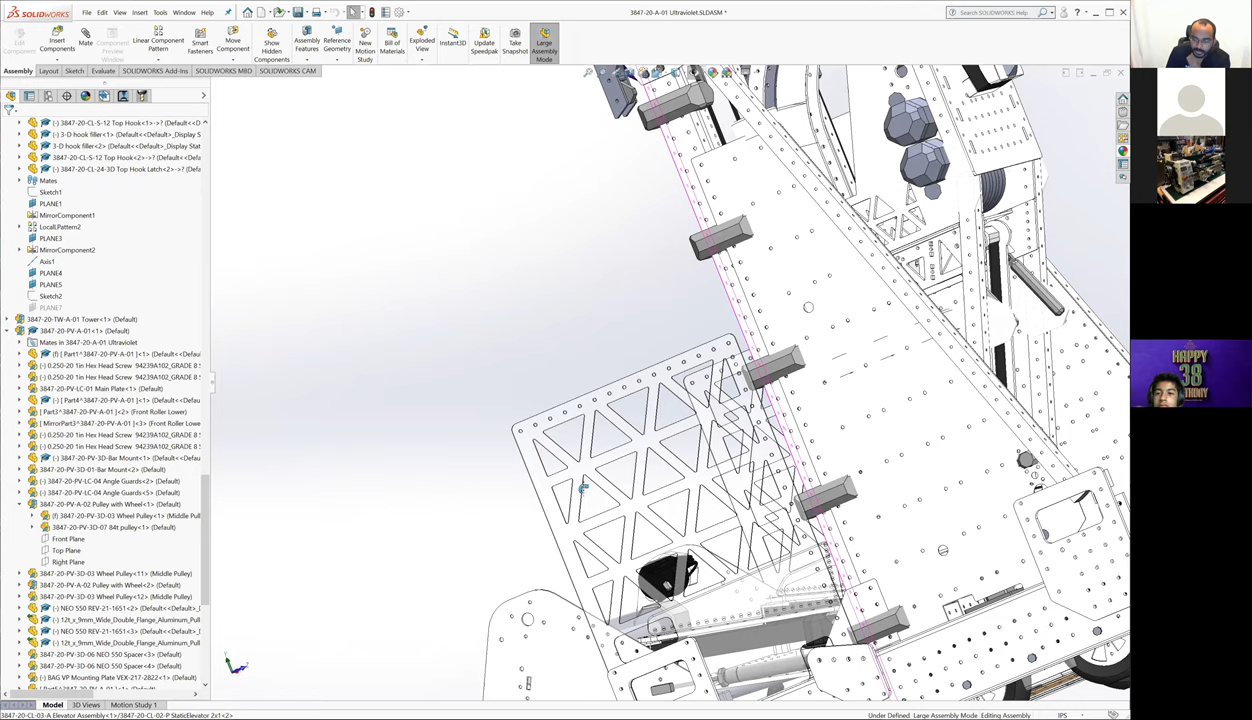 SOLIDWORKS
File Edit View Insert Tools Window Help
3847-20-A-01 Ultraviolet.SLDASM *
Search SOLIDWORKS Help
Edit Component
Insert Components
Mate
Component Preview Window
Linear Component Pattern
Smart Fasteners
Move Component
Show Hidden Components
Assembly Features
Reference Geometry
New Motion Study
Bill of Materials
Exploded View
Instant3D
Update Speedpak
Take Snapshot
Large Assembly Mode
Assembly Layout Sketch Evaluate SOLIDWORKS Add-Ins SOLIDWORKS MBD SOLIDWORKS CAM
(-) 3847-20-CL-S-12 Top Hook<1>->? (Default<<D
(-) 3-D hook filler<1> (Default<<Default>_Display S
3-D hook filler<2> (Default<<Default>_Display Stat
3847-20-CL-S-12 Top Hook<2>->? (Default<<Def
(-) 3847-20-CL-24-3D Top Hook Latch<2>->? (Def
Mates
Sketch1
PLANE1
MirrorComponent1
LocalLPattern2
PLANE3
MirrorComponent2
Axis1
PLANE4
PLANE5
Sketch2
PLANE7
3847-20-TW-A-01 Tower<1> (Default)
3847-20-PV-A-01<1> (Default)
Mates in 3847-20-A-01 Ultraviolet
(f) [ Part1^3847-20-PV-A-01 ]<1> (Default<<Defa
(-) 0.250-20 1in Hex Head Screw 94239A102_GRADE 8 S
(-) 0.250-20 1in Hex Head Screw 94239A102_GRADE 8 S
3847-20-PV-LC-01 Main Plate<1> (Default)
(-) [ Part4^3847-20-PV-A-01 ]<1> (Default<<Defa
[ Part3^3847-20-PV-A-01 ]<2> (Front Roller Lower)
[ MirrorPart3^3847-20-PV-A-01 ]<3> (Front Roller Lower)
(-) 0.250-20 1in Hex Head Screw 94239A102_GRADE 8 S
(-) 0.250-20 1in Hex Head Screw 94239A102_GRADE 8 S
(-) 3847-20-PV-3D-Bar Mount<1> (Default<<Defau
3847-20-PV-3D-01-Bar Mount<2> (Default)
(-) 3847-20-PV-LC-04 Angle Guards<2> (Default)
(-) 3847-20-PV-LC-04 Angle Guards<5> (Default)
3847-20-PV-A-02 Pulley with Wheel<1> (Default)
(f) 3847-20-PV-3D-03 Wheel Pulley<1> (Middle Pull
(-) 3847-20-PV-3D-07 84t pulley<1> (Default)
Front Plane
Top Plane
Right Plane
3847-20-PV-3D-03 Wheel Pulley<11> (Middle Pulley)
3847-20-PV-A-02 Pulley with Wheel<2> (Default)
3847-20-PV-3D-03 Wheel Pulley<12> (Middle Pulley)
(-) NEO 550 REV-21-1651<2> (Default<<Default>_
(-) 12t_x_9mm_Wide_Double_Flange_Aluminum_Pull
(-) NEO 550 REV-21-1651<3> (Default<<Default>_
(-) 12t_x_9mm_Wide_Double_Flange_Aluminum_Pull
3847-20-PV-3D-06 NEO 550 Spacer<3> (Default)
3847-20-PV-3D-06 NEO 550 Spacer<4> (Default)
(-) BAG VP Mounting Plate VEX-217-2822<1> (Default)
Model 3D Views Motion Study 1
3847-20-CL-03-A Elevator Assembly<1>/3847-20-CL-02-P StaticElevator 2x1<2>
Under Defined Large Assembly Mode Editing Assembly IPS
HAPPY
38